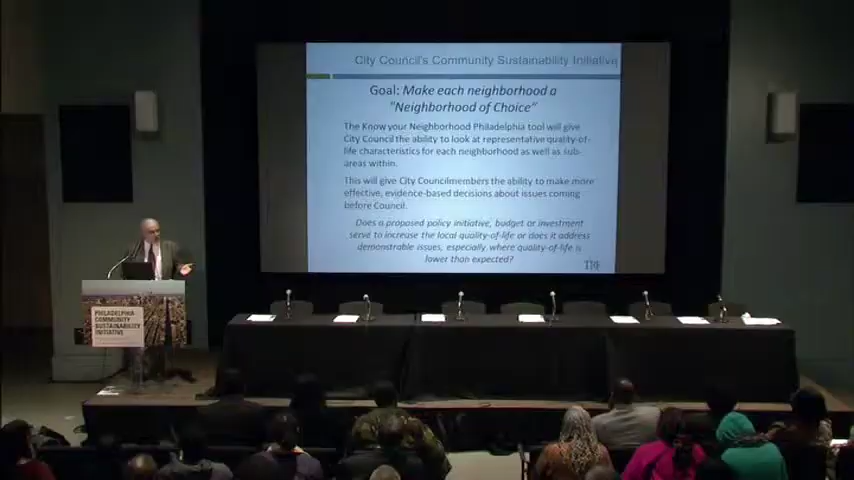 City Council's Community Sustainability Initiative
Goal: Make each neighborhood a
"Neighborhood of Choice"
The Know your Neighborhood Philadelphia tool will give
City Council the ability to look at representative quality-of-
life characteristics for each neighborhood as well as sub-
areas within.
This will give City Councilmembers the ability to make more
effective, evidence-based decisions about issues coming
before Council.
Does a proposed policy initiative, budget or investment
serve to increase the local quality-of-life or does it address
demonstrable issues, especially where quality-of-life is
lower than expected?
TRF
PHILADELPHIA
COMMUNITY
SUSTAINABILITY
INITIATIVE